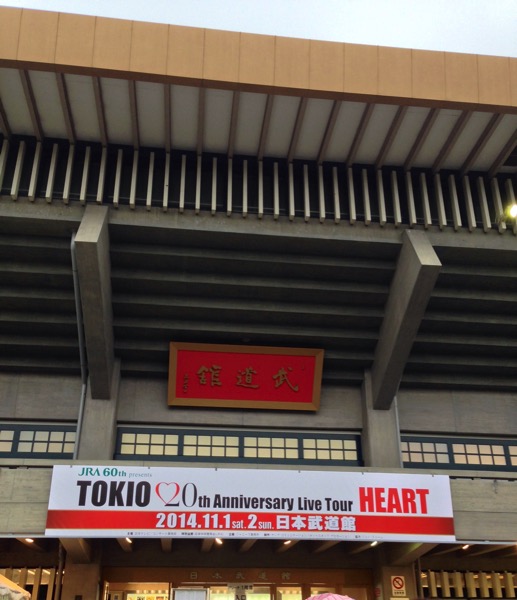 武道館
JRA 60th presents
TOKIO ♡ 20th Anniversary Live Tour HEART
2014.11.1 sat. 2 sun. 日本武道館